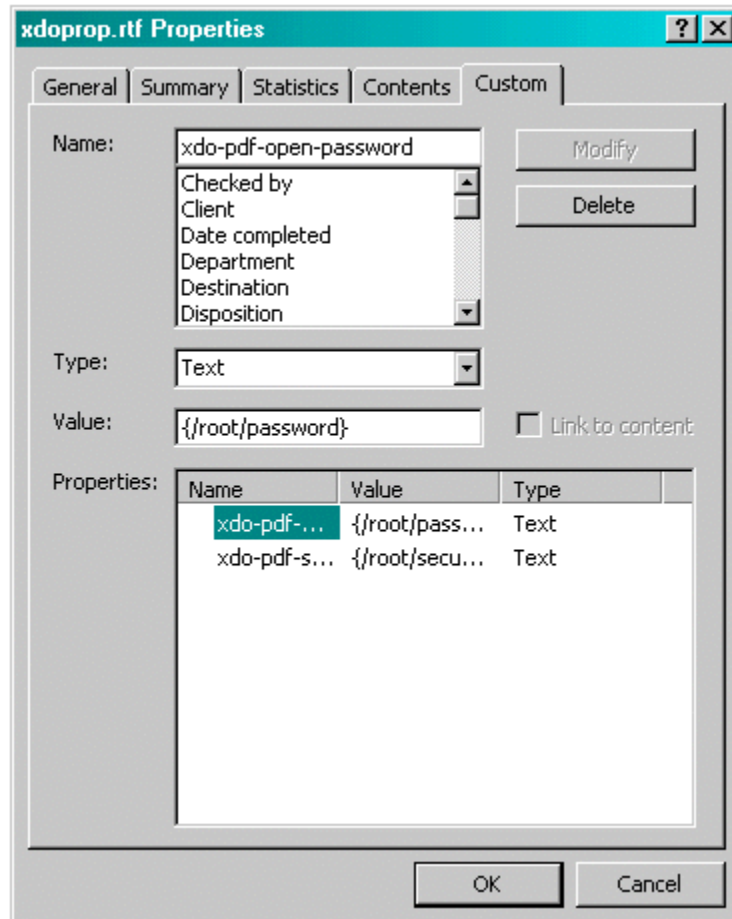 xdoprop.rtf Properties
General Summary Statistics Contents Custom
Name: xdo-pdf-open-password Modify
Checked by
Client Delete
Date completed
Department
Destination
Disposition
Type: Text
Value: {/root/password} Link to content
Properties: Name Value Type
xdo-pdf-... {/root/pass... Text
xdo-pdf-s... {/root/secu... Text
OK Cancel